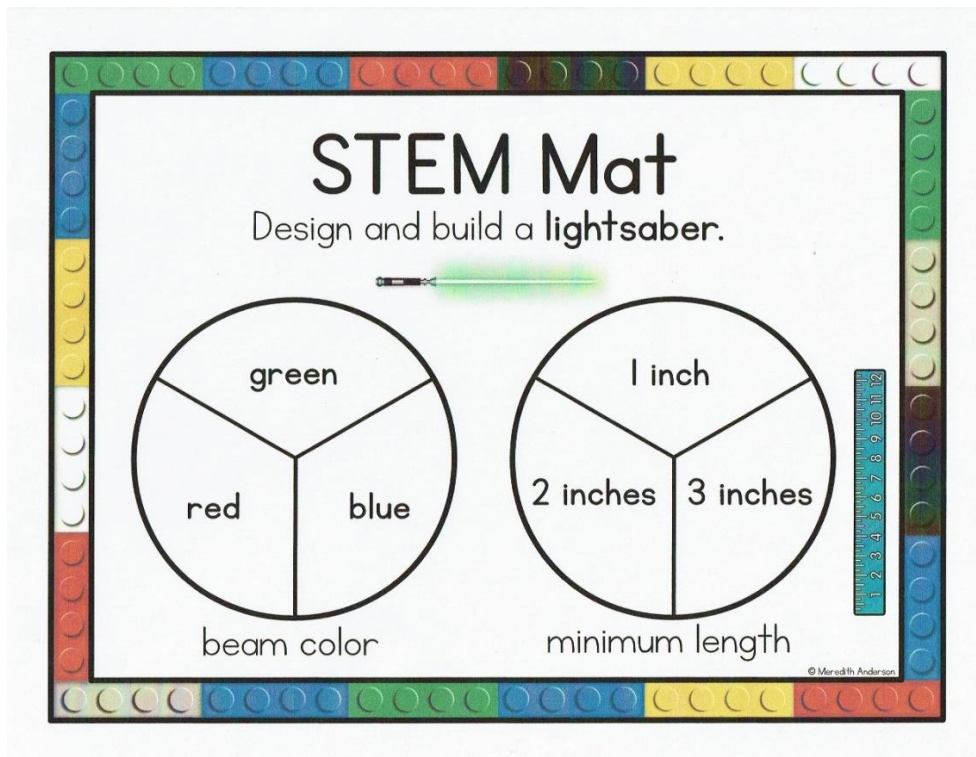 STEM Mat
Design and build a lightsaber.
green
red
blue
beam color
1 inch
2 inches
3 inches
minimum length
1 2 3 4 5 6 7 8 9 10 11 12
© Meredith Anderson